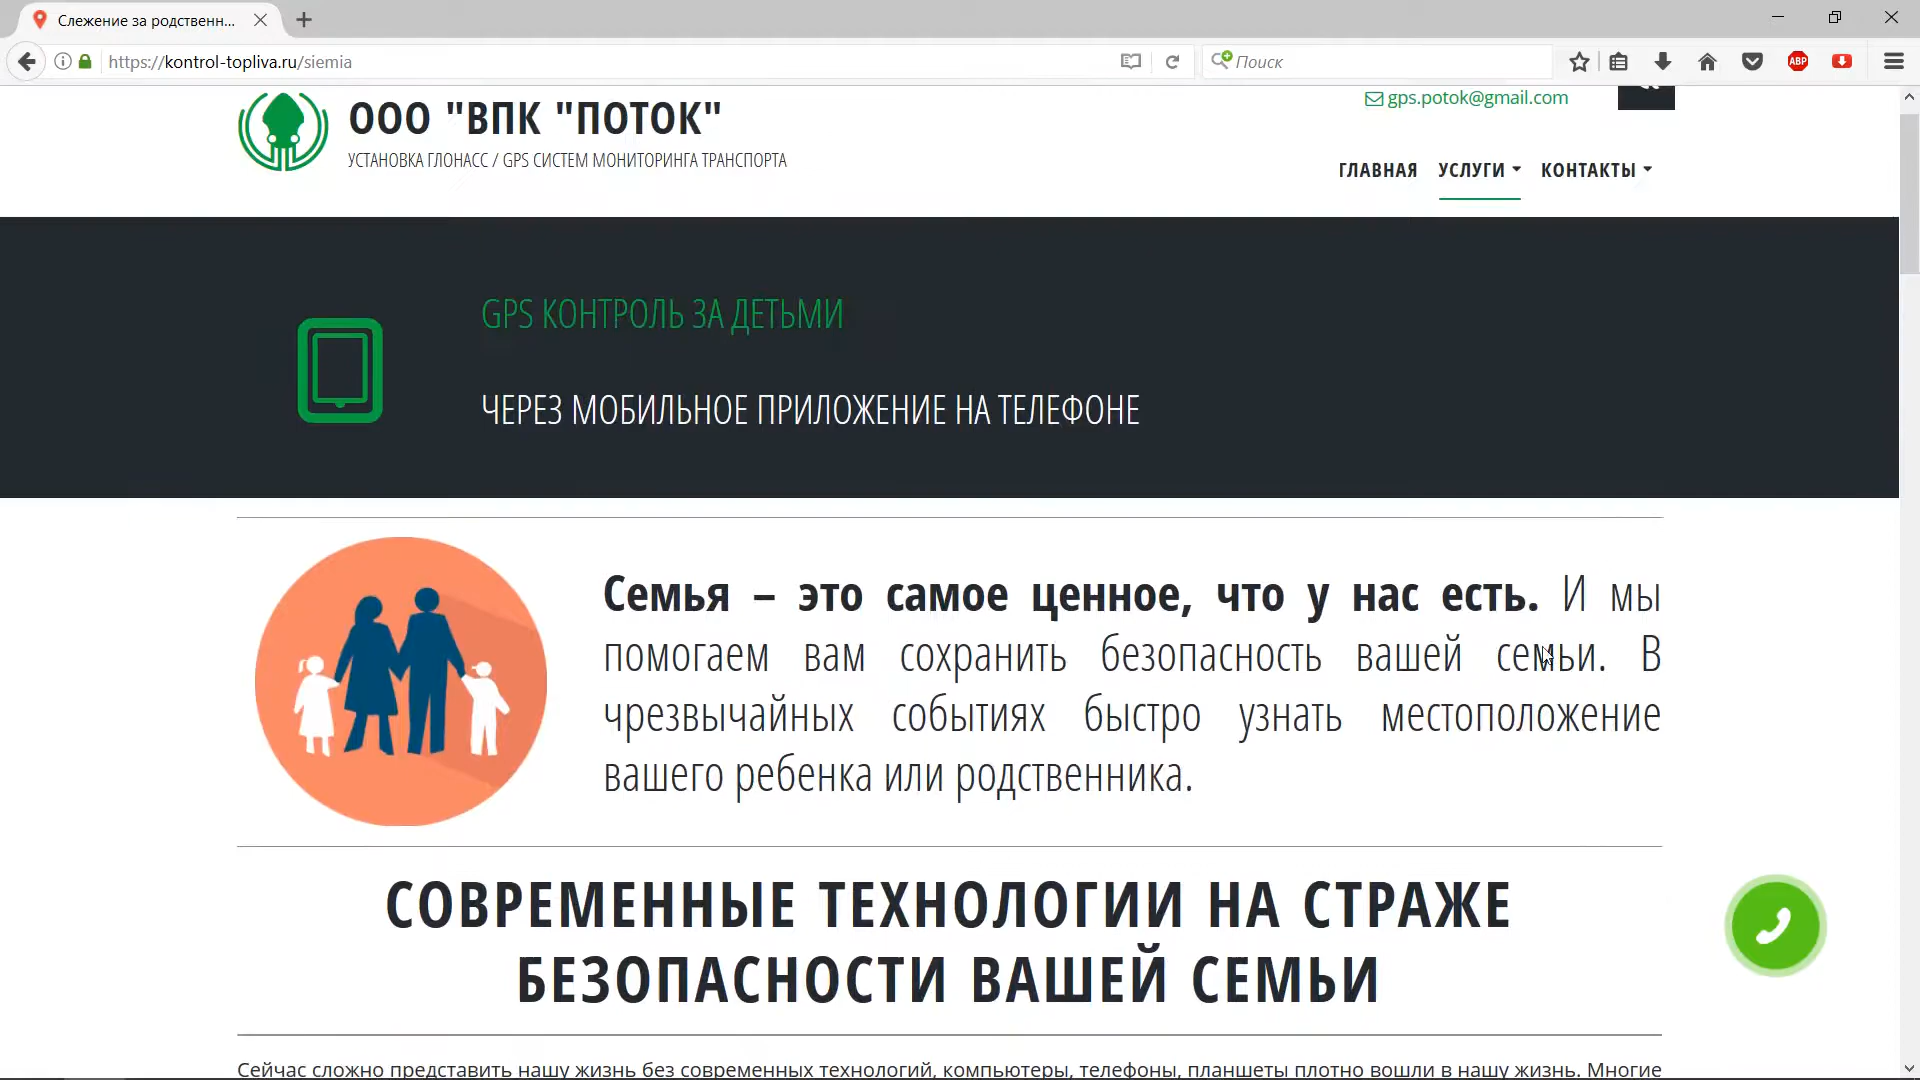 Слежение за родственн...
https://kontrol-topliva.ru/siemia
Поиск
ABP
ООО "ВПК "ПОТОК"
УСТАНОВКА ГЛОНАСС / GPS СИСТЕМ МОНИТОРИНГА ТРАНСПОРТА
gps.potok@gmail.com
ГЛАВНАЯ УСЛУГИ КОНТАКТЫ
GPS КОНТРОЛЬ ЗА ДЕТЬМИ
ЧЕРЕЗ МОБИЛЬНОЕ ПРИЛОЖЕНИЕ НА ТЕЛЕФОНЕ
Семья – это самое ценное, что у нас есть. И мы
помогаем вам сохранить безопасность вашей семьи. В
чрезвычайных событиях быстро узнать местоположение
вашего ребенка или родственника.
СОВРЕМЕННЫЕ ТЕХНОЛОГИИ НА СТРАЖЕ
БЕЗОПАСНОСТИ ВАШЕЙ СЕМЬИ
Сейчас сложно представить нашу жизнь без современных технологий, компьютеры, телефоны, планшеты плотно вошли в нашу жизнь. Многие